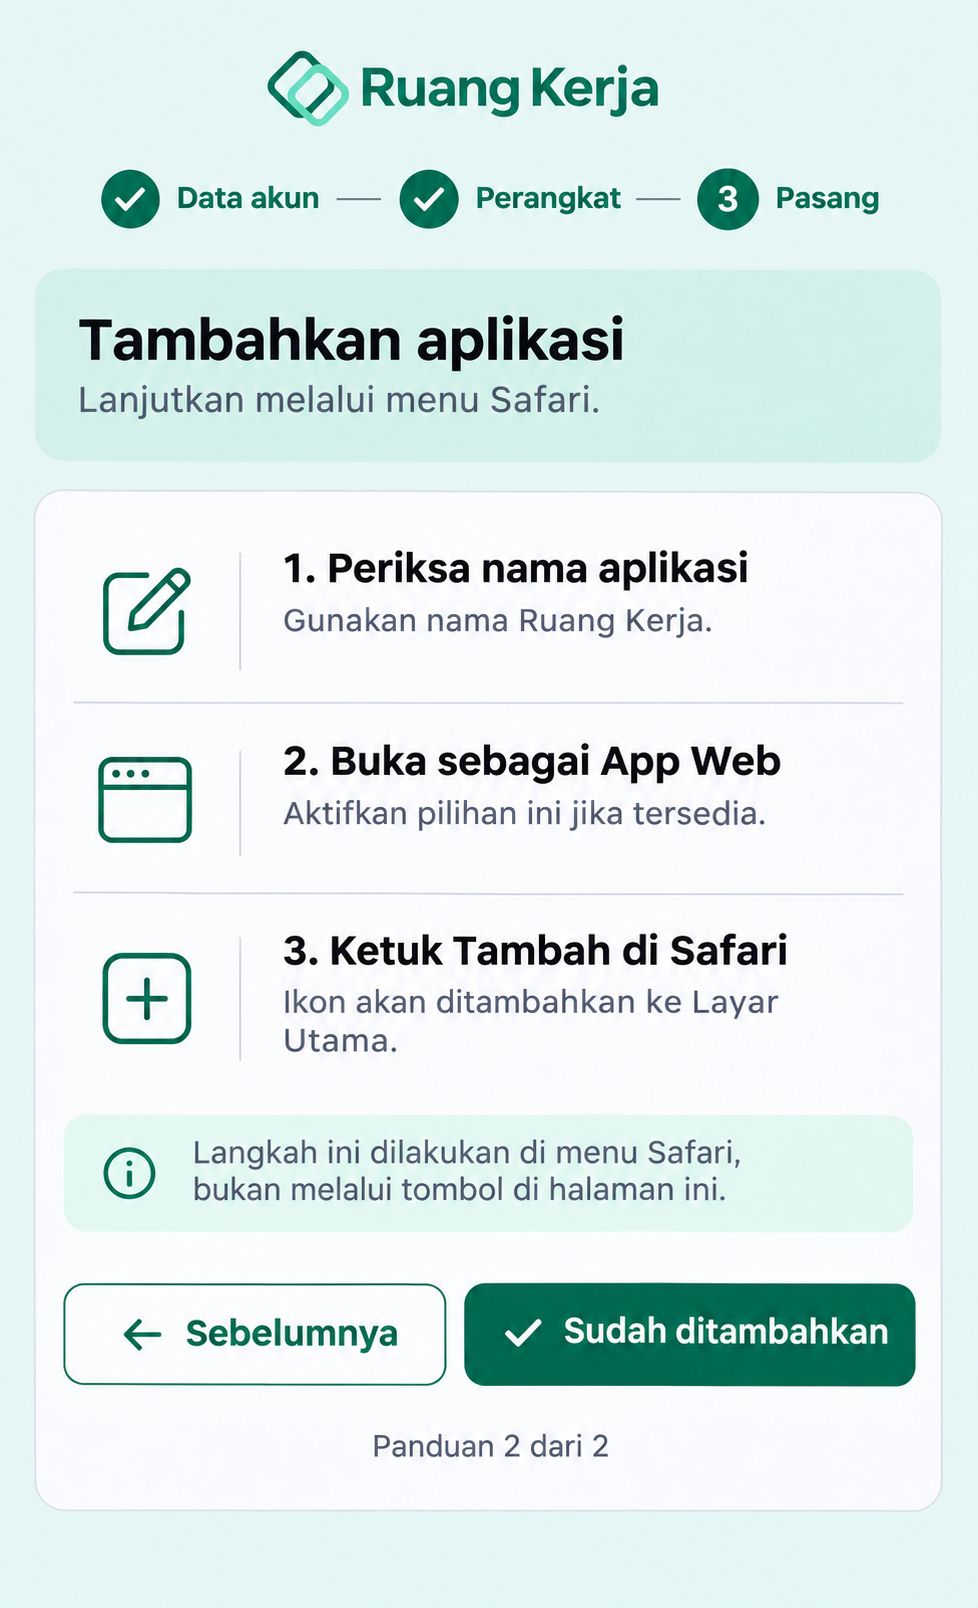 Ruang Kerja
Data akun
Perangkat
3 Pasang
Tambahkan aplikasi
Lanjutkan melalui menu Safari.
1. Periksa nama aplikasi
Gunakan nama Ruang Kerja.
2. Buka sebagai App Web
Aktifkan pilihan ini jika tersedia.
3. Ketuk Tambah di Safari
Ikon akan ditambahkan ke Layar
Utama.
Langkah ini dilakukan di menu Safari,
bukan melalui tombol di halaman ini.
Sebelumnya
Sudah ditambahkan
Panduan 2 dari 2